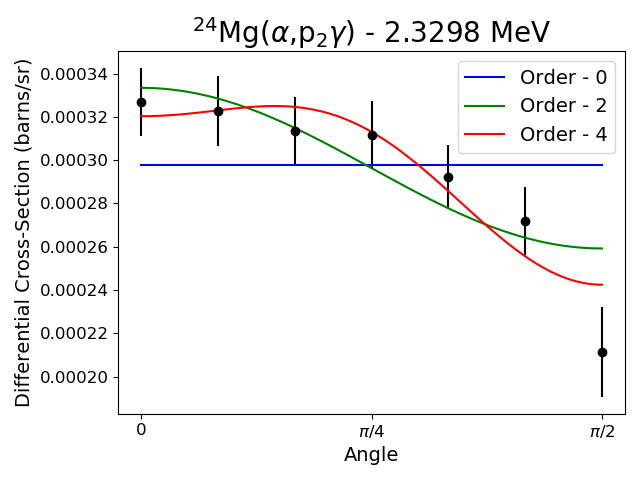 ²⁴Mg(α,p₂γ) - 2.3298 MeV
Order - 0
Order - 2
Order - 4
Differential Cross-Section (barns/sr)
0.00034
0.00032
0.00030
0.00028
0.00026
0.00024
0.00022
0.00020
0
π/4
π/2
Angle